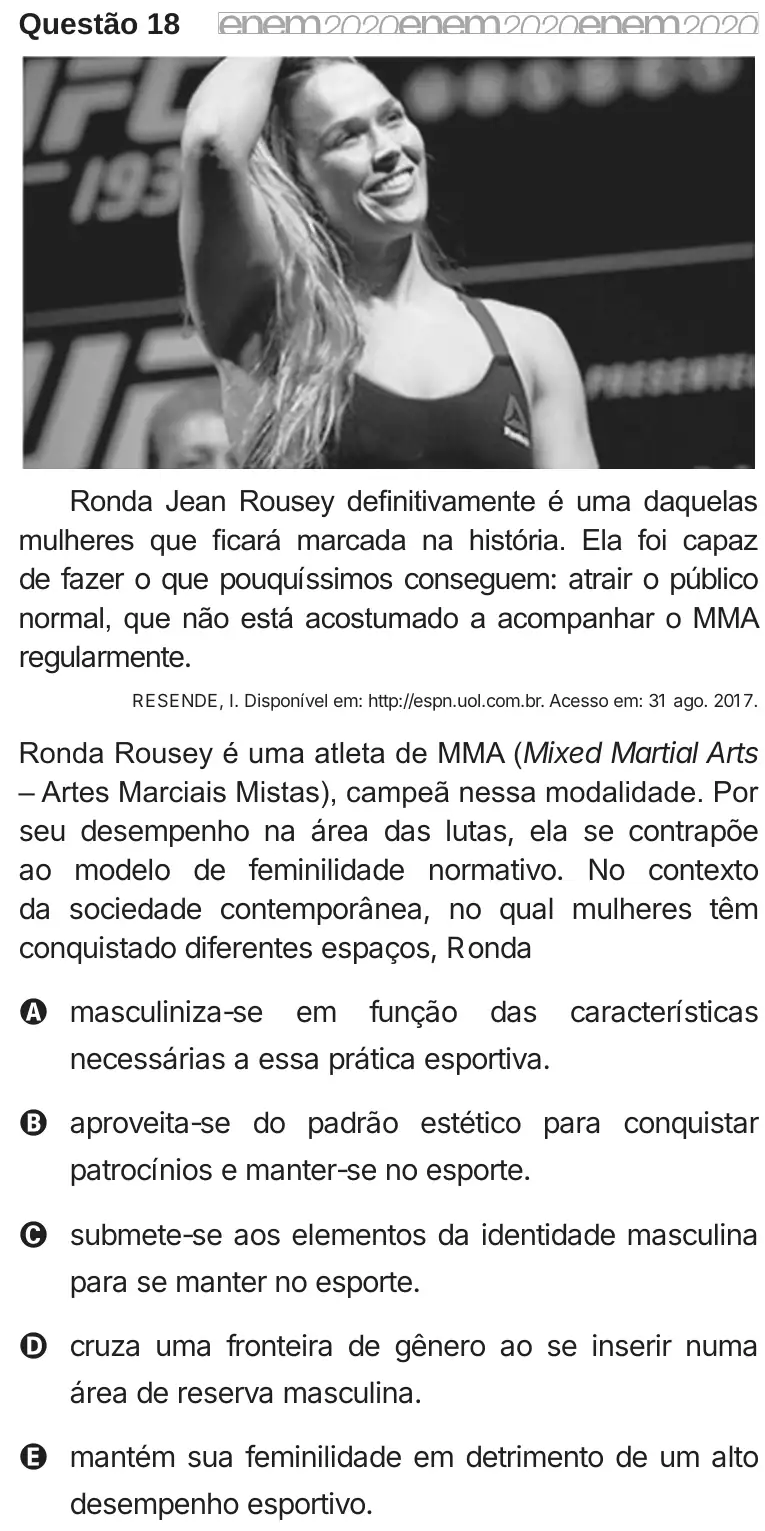 Questão 18 enem2020enem2020enem2020
UFC
193
PRESENTE
Reebok
Ronda Jean Rousey definitivamente é uma daquelas
mulheres que ficará marcada na história. Ela foi capaz
de fazer o que pouquíssimos conseguem: atrair o público
normal, que não está acostumado a acompanhar o MMA
regularmente.
RESENDE, I. Disponível em: http://espn.uol.com.br. Acesso em: 31 ago. 2017.
Ronda Rousey é uma atleta de MMA (Mixed Martial Arts
– Artes Marciais Mistas), campeã nessa modalidade. Por
seu desempenho na área das lutas, ela se contrapõe
ao modelo de feminilidade normativo. No contexto
da sociedade contemporânea, no qual mulheres têm
conquistado diferentes espaços, Ronda
A masculiniza-se em função das características
necessárias a essa prática esportiva.
B aproveita-se do padrão estético para conquistar
patrocínios e manter-se no esporte.
C submete-se aos elementos da identidade masculina
para se manter no esporte.
D cruza uma fronteira de gênero ao se inserir numa
área de reserva masculina.
E mantém sua feminilidade em detrimento de um alto
desempenho esportivo.